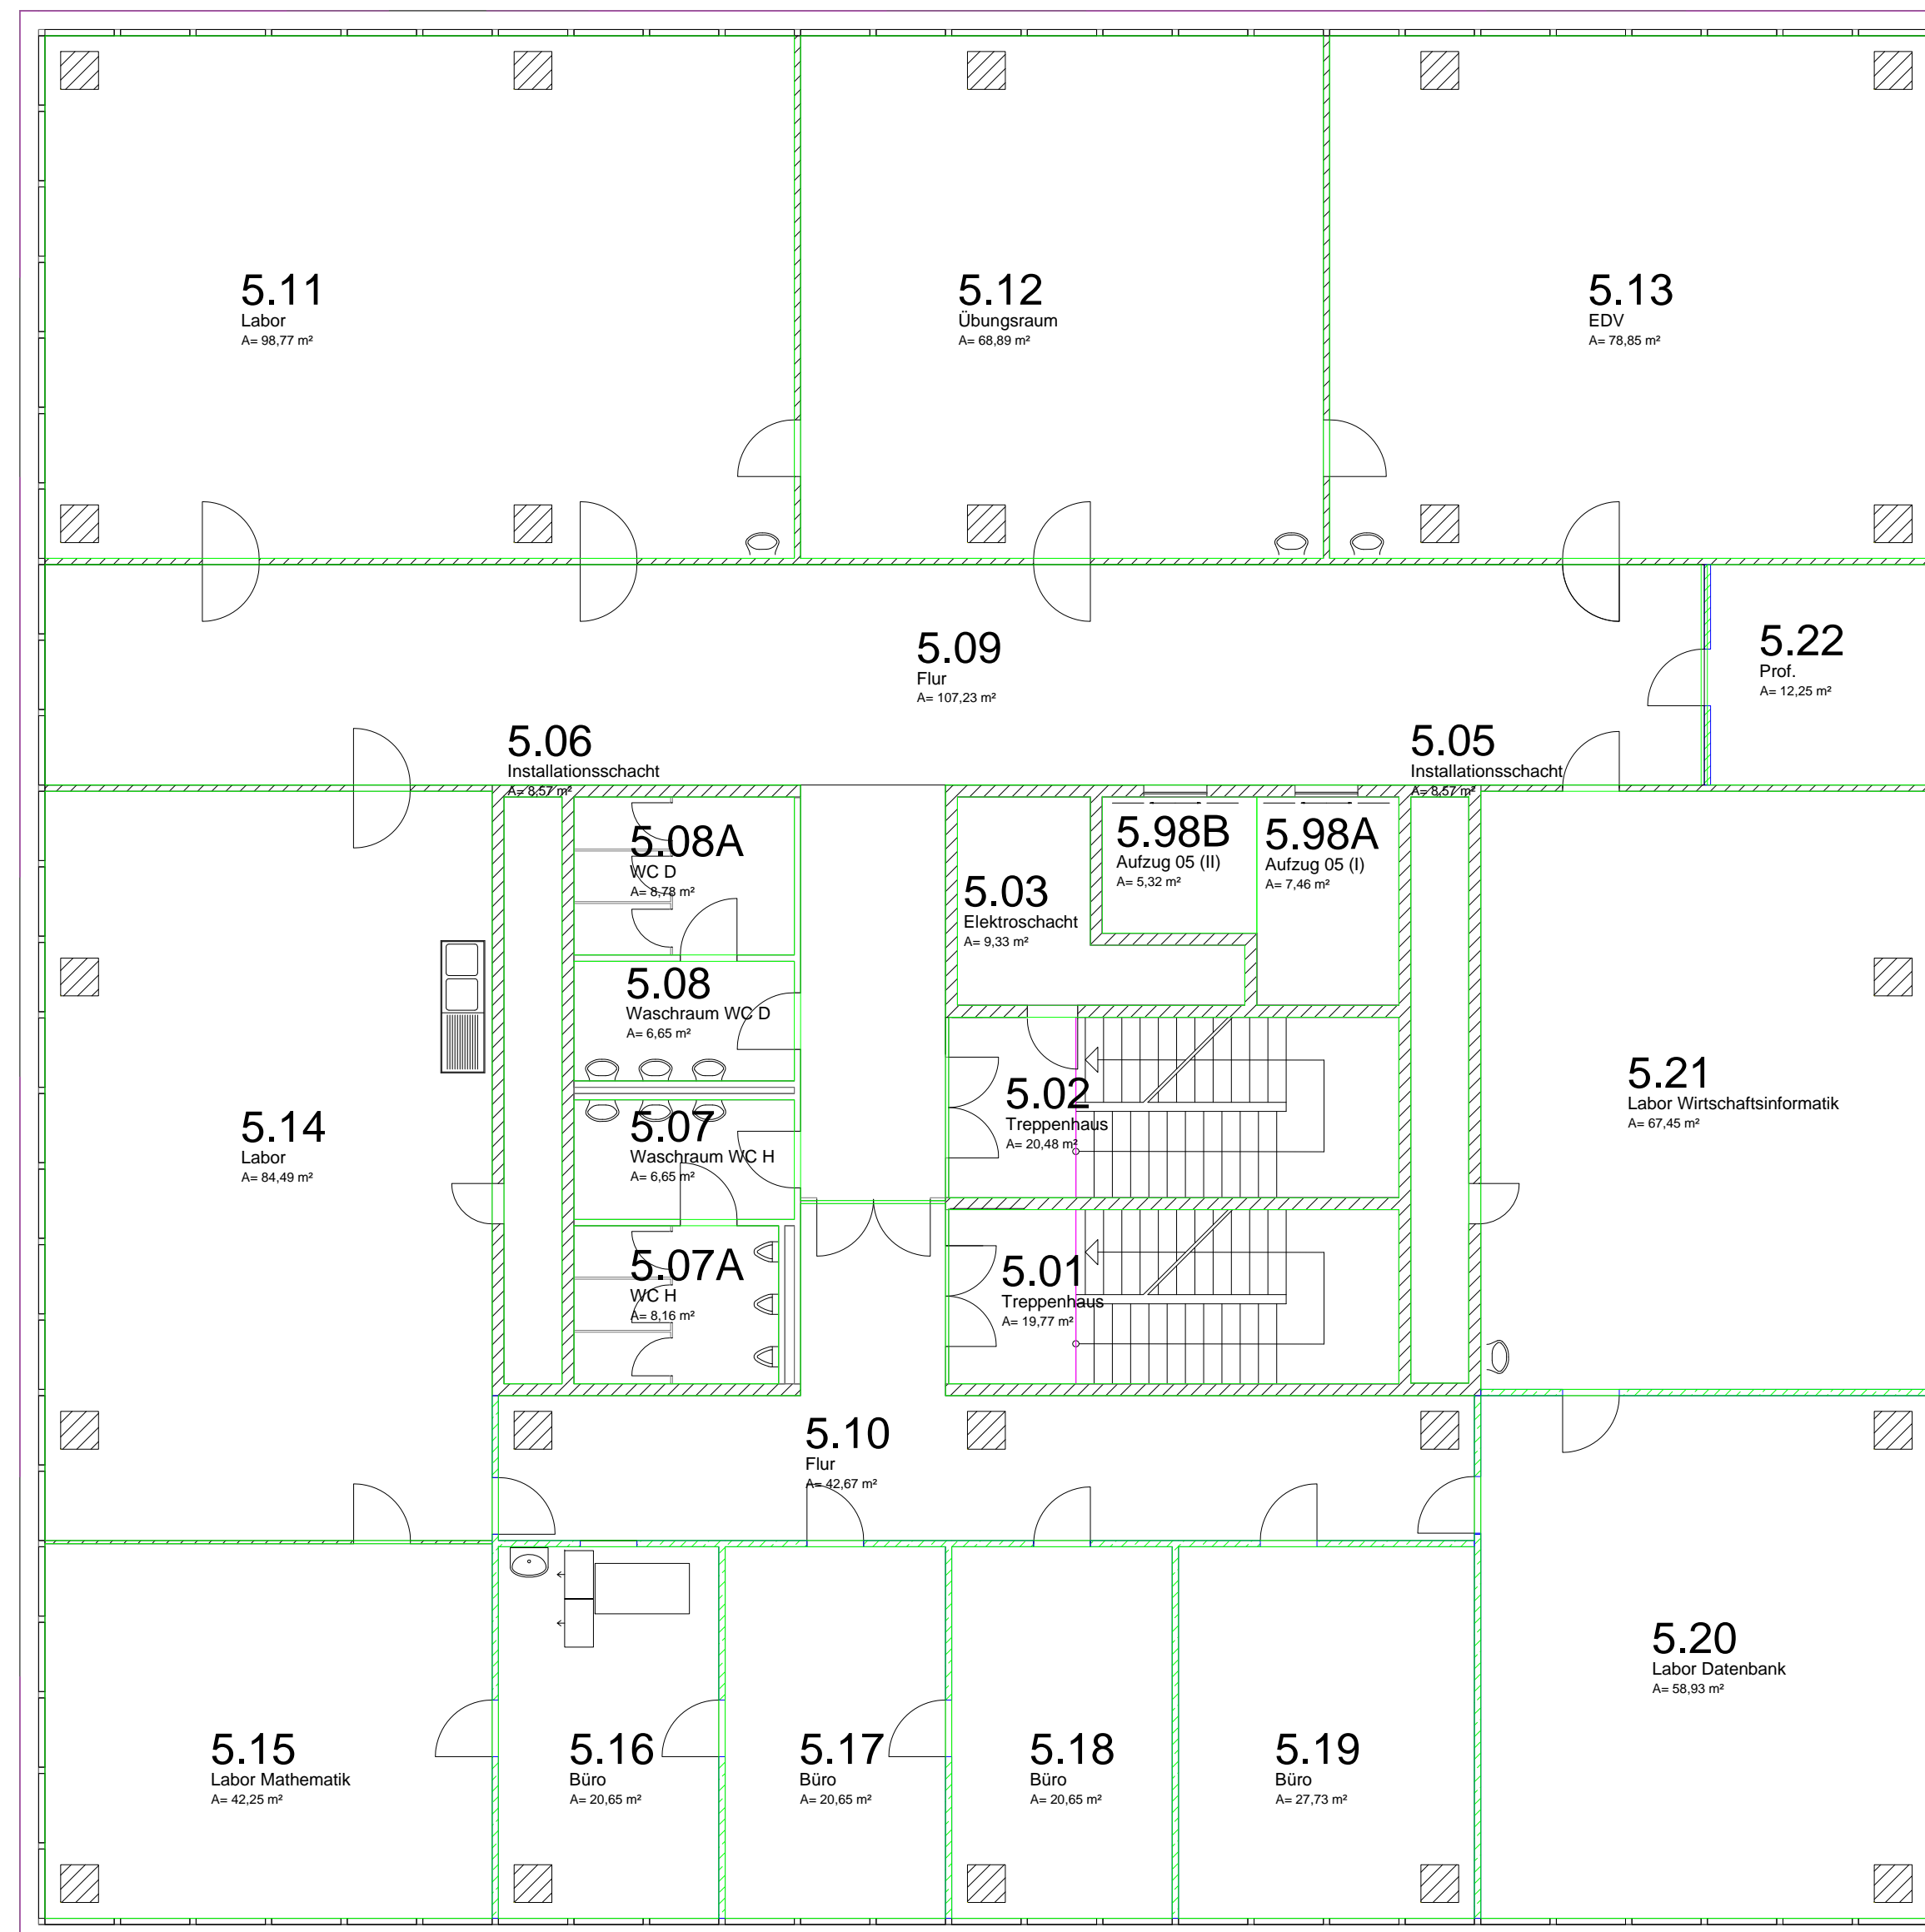 5.11
Labor
A= 98,77 m²
5.12
Übungsraum
A= 68,89 m²
5.13
EDV
A= 78,85 m²
5.09
Flur
A= 107,23 m²
5.22
Prof.
A= 12,25 m²
5.06
Installationsschacht
A= 8,57 m²
5.05
Installationsschacht
A= 8,57 m²
5.08A
WC D
A= 8,78 m²
5.03
Elektroschacht
A= 9,33 m²
5.98B
Aufzug 05 (II)
A= 5,32 m²
5.98A
Aufzug 05 (I)
A= 7,46 m²
5.08
Waschraum WC D
A= 6,65 m²
5.14
Labor
A= 84,49 m²
5.07
Waschraum WC H
A= 6,65 m²
5.02
Treppenhaus
A= 20,48 m²
5.21
Labor Wirtschaftsinformatik
A= 67,45 m²
5.07A
WC H
A= 8,16 m²
5.01
Treppenhaus
A= 19,77 m²
5.10
Flur
A= 42,67 m²
5.20
Labor Datenbank
A= 58,93 m²
5.15
Labor Mathematik
A= 42,25 m²
5.16
Büro
A= 20,65 m²
5.17
Büro
A= 20,65 m²
5.18
Büro
A= 20,65 m²
5.19
Büro
A= 27,73 m²